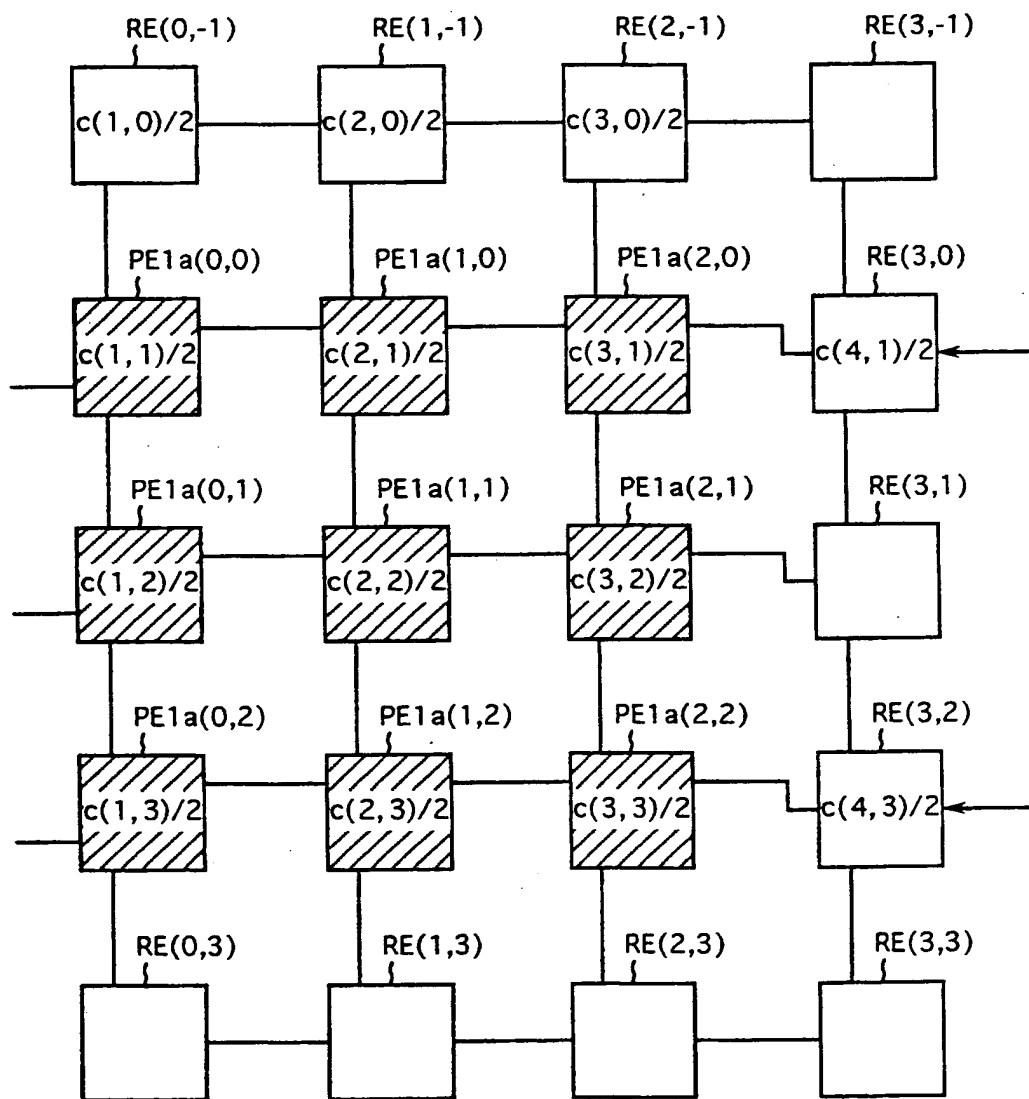 RE(0,-1) RE(1,-1) RE(2,-1) RE(3,-1)
c(1,0)/2 c(2,0)/2 c(3,0)/2
PE1a(0,0) PE1a(1,0) PE1a(2,0) RE(3,0)
c(1,1)/2 c(2,1)/2 c(3,1)/2 c(4,1)/2
PE1a(0,1) PE1a(1,1) PE1a(2,1) RE(3,1)
c(1,2)/2 c(2,2)/2 c(3,2)/2
PE1a(0,2) PE1a(1,2) PE1a(2,2) RE(3,2)
c(1,3)/2 c(2,3)/2 c(3,3)/2 c(4,3)/2
RE(0,3) RE(1,3) RE(2,3) RE(3,3)